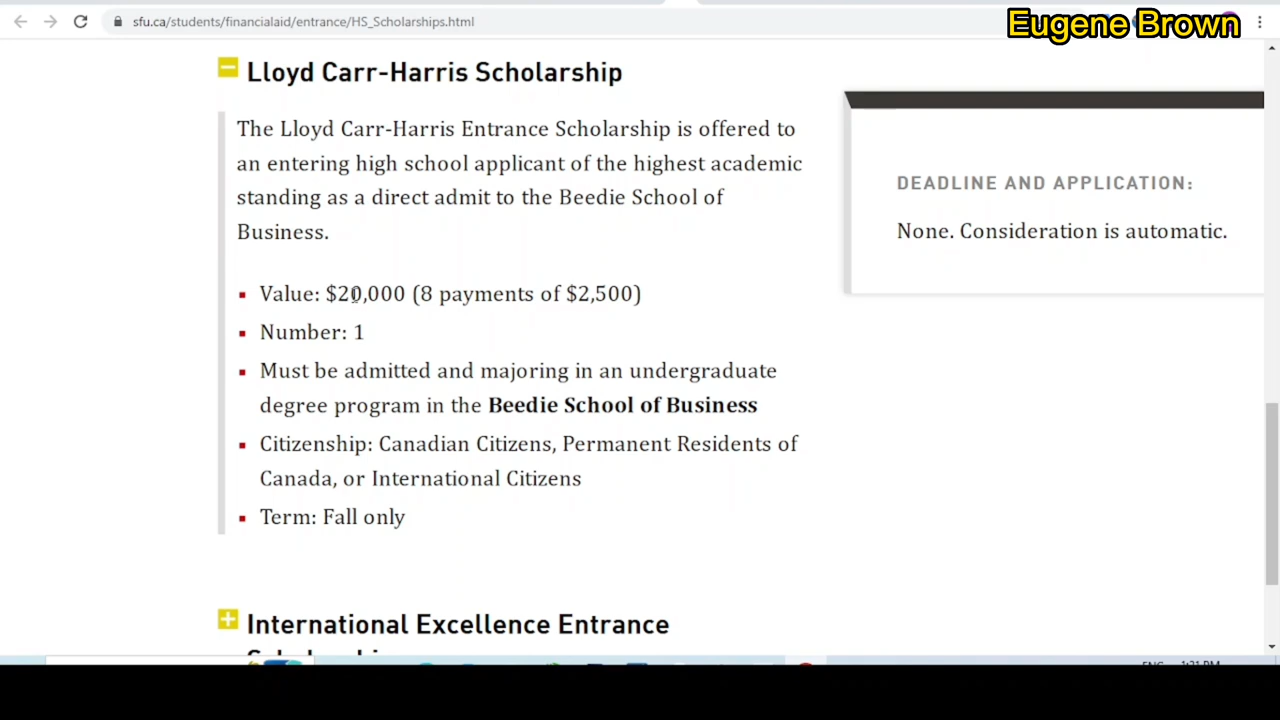 sfu.ca/students/financialaid/entrance/HS_Scholarships.html
Eugene Brown
Lloyd Carr-Harris Scholarship
The Lloyd Carr-Harris Entrance Scholarship is offered to
an entering high school applicant of the highest academic
standing as a direct admit to the Beedie School of
Business.
Value: $20,000 (8 payments of $2,500)
Number: 1
Must be admitted and majoring in an undergraduate
degree program in the Beedie School of Business
Citizenship: Canadian Citizens, Permanent Residents of
Canada, or International Citizens
Term: Fall only
DEADLINE AND APPLICATION:
None. Consideration is automatic.
International Excellence Entrance